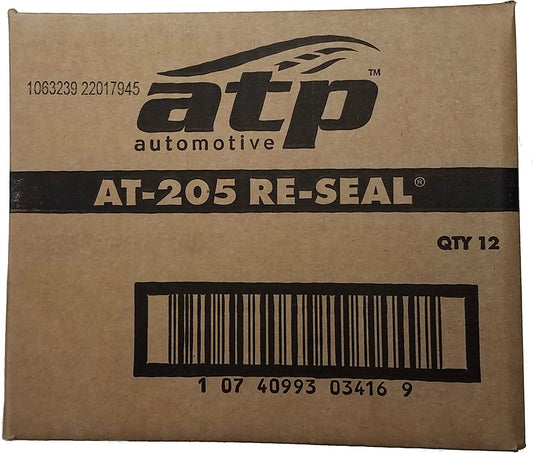 1063239 22017945
atp™
automotive
AT-205 RE-SEAL®
QTY 12
1 07 40993 03416 9